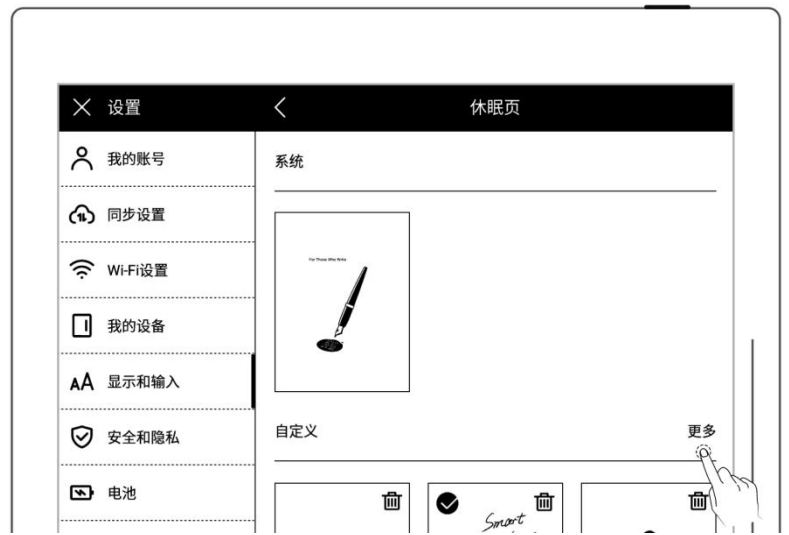 设置
休眠页
我的账号
同步设置
Wi-Fi设置
我的设备
显示和输入
安全和隐私
电池
系统
For Those Who Write
自定义
更多
Smart